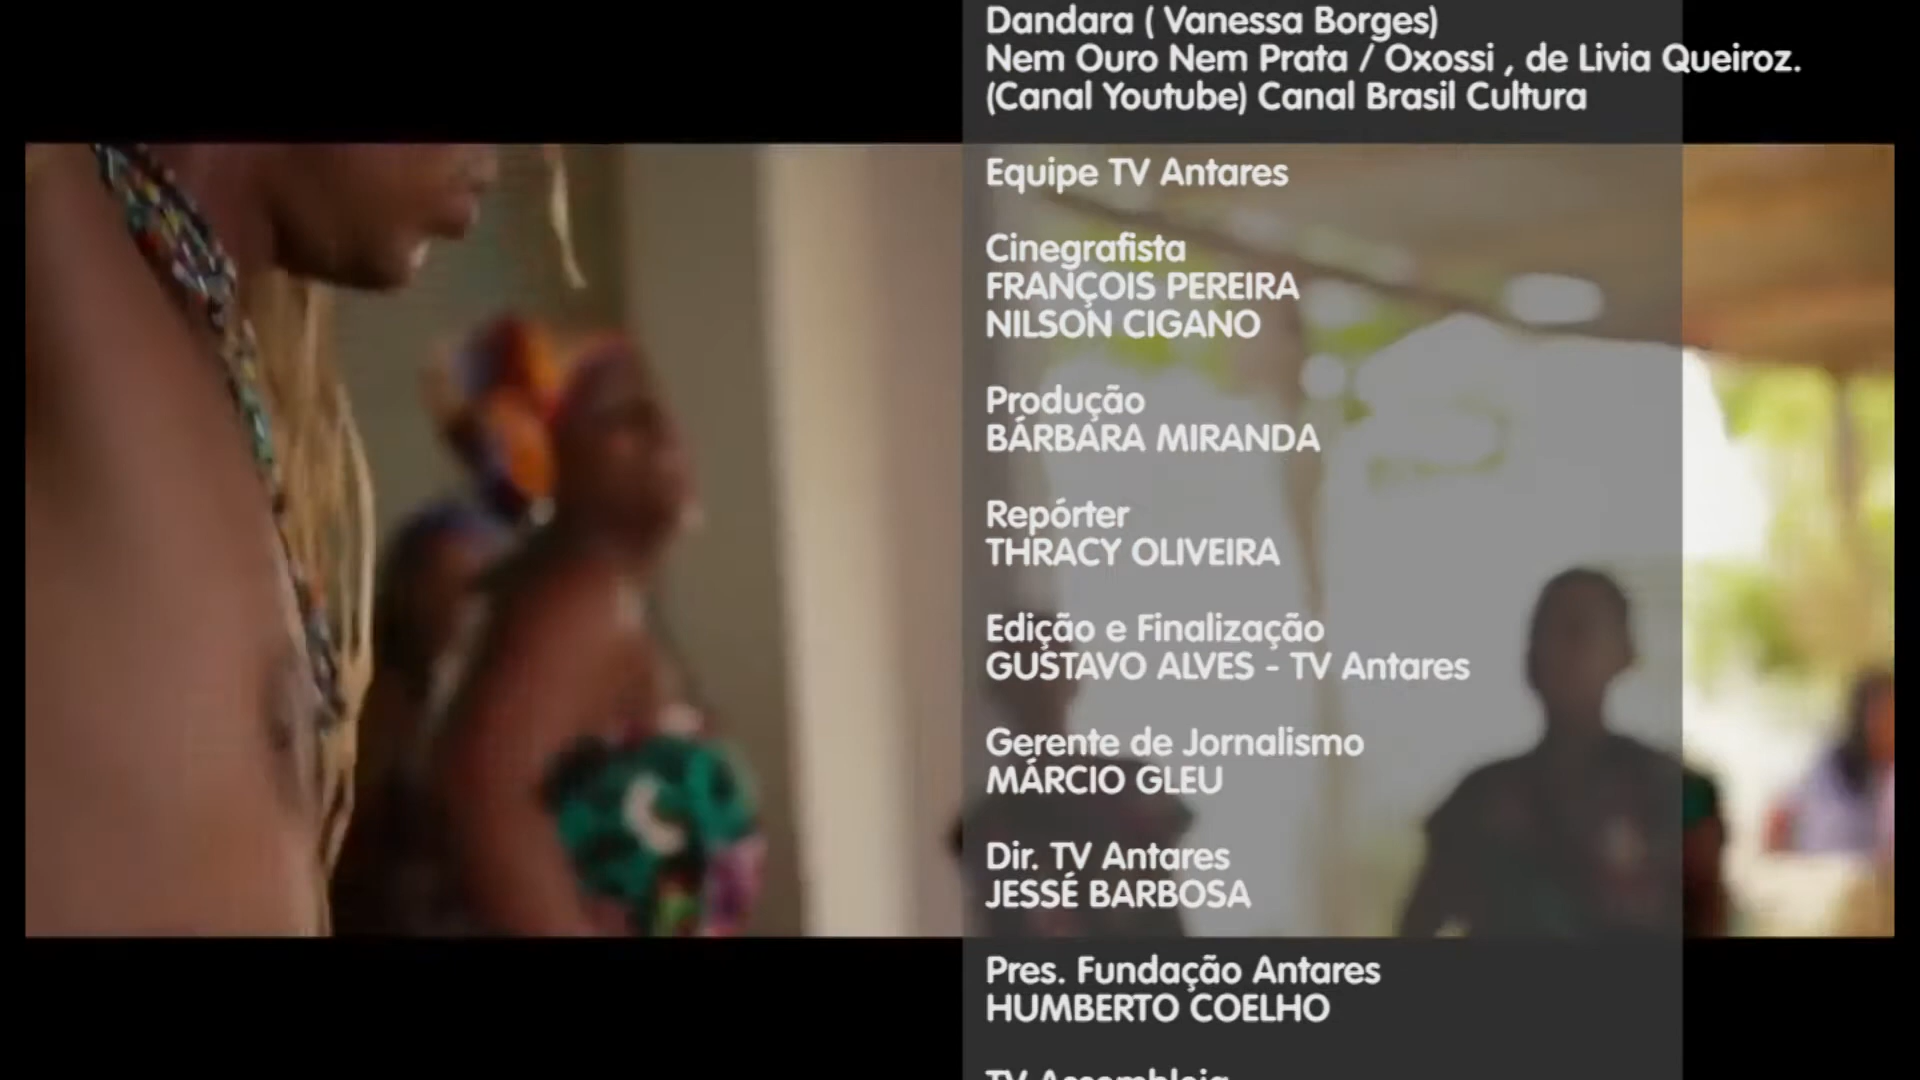 Dandara ( Vanessa Borges)
Nem Ouro Nem Prata / Oxossi , de Livia Queiroz.
(Canal Youtube) Canal Brasil Cultura
Equipe TV Antares
Cinegrafista
FRANÇOIS PEREIRA
NILSON CIGANO
Produção
BÁRBARA MIRANDA
Repórter
THRACY OLIVEIRA
Edição e Finalização
GUSTAVO ALVES - TV Antares
Gerente de Jornalismo
MÁRCIO GLEU
Dir. TV Antares
JESSÉ BARBOSA
Pres. Fundação Antares
HUMBERTO COELHO
TV Assembleia